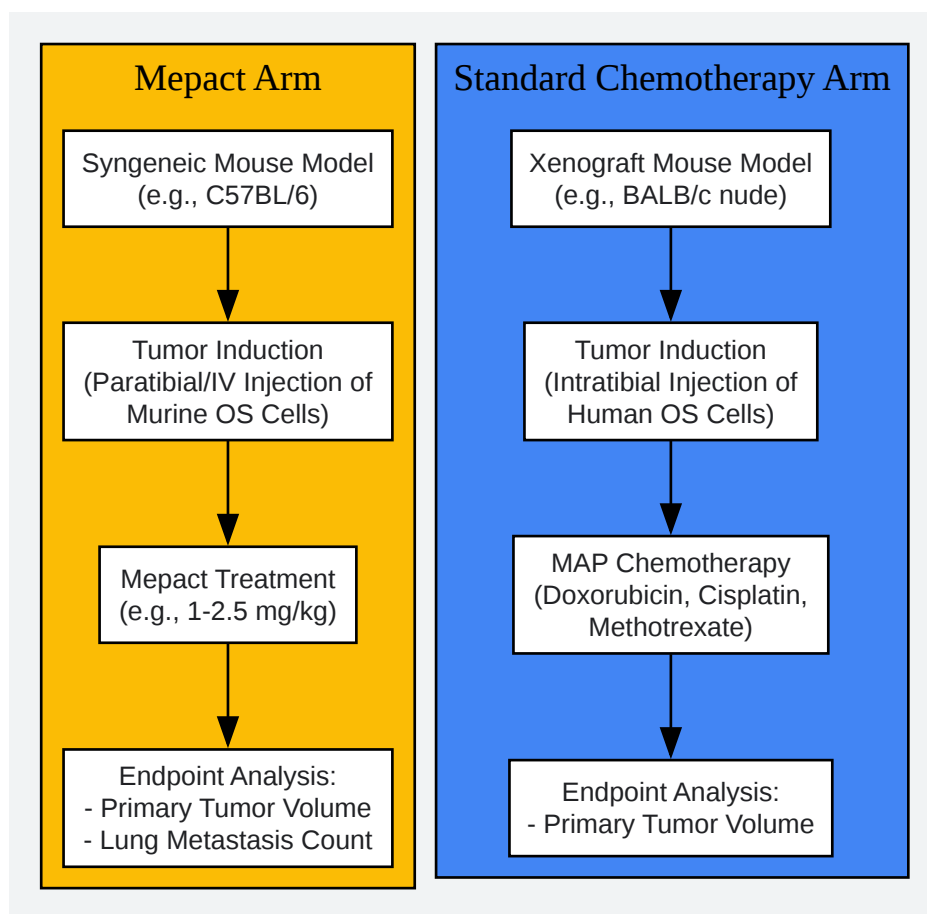 Mepact Arm
Syngeneic Mouse Model
(e.g., C57BL/6)
Tumor Induction
(Paratibial/IV Injection of
Murine OS Cells)
Mepact Treatment
(e.g., 1-2.5 mg/kg)
Endpoint Analysis:
- Primary Tumor Volume
- Lung Metastasis Count
Standard Chemotherapy Arm
Xenograft Mouse Model
(e.g., BALB/c nude)
Tumor Induction
(Intratibial Injection of
Human OS Cells)
MAP Chemotherapy
(Doxorubicin, Cisplatin,
Methotrexate)
Endpoint Analysis:
- Primary Tumor Volume